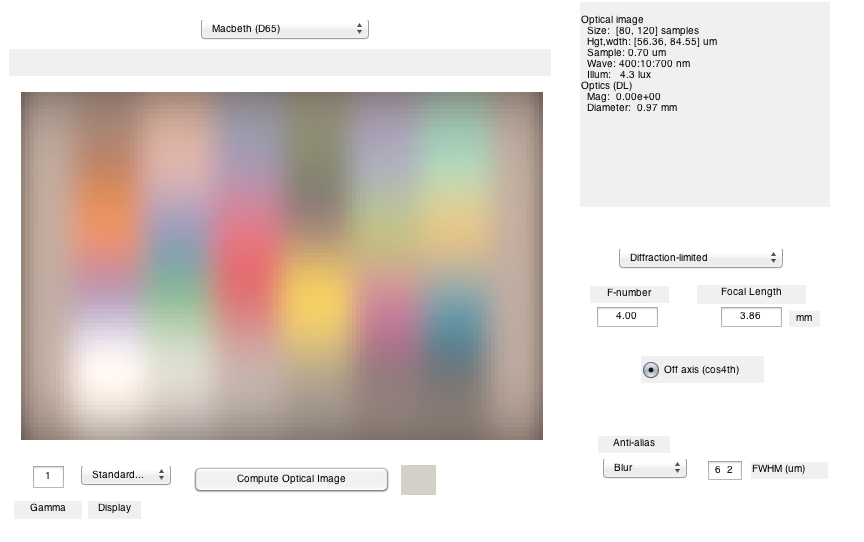 Macbeth (D65)
Optical image
Size: [80, 120] samples
Hgt,wdth: [56.36, 84.55] um
Sample: 0.70 um
Wave: 400:10:700 nm
Illum: 4.3 lux
Optics (DL)
Mag: 0.00e+00
Diameter: 0.97 mm
Diffraction-limited
F-number Focal Length
4.00 3.86 mm
Off axis (cos4th)
Anti-alias
Blur 6 2 FWHM (um)
1 Standard... Compute Optical Image
Gamma Display